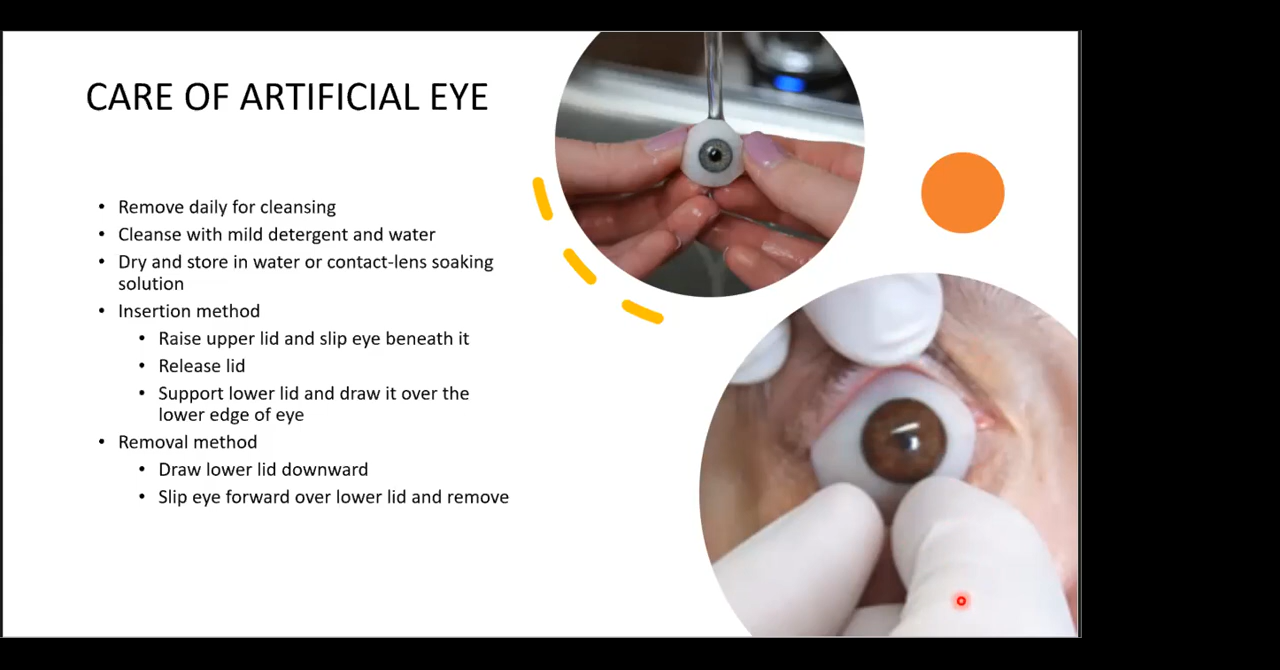 CARE OF ARTIFICIAL EYE
• Remove daily for cleansing
• Cleanse with mild detergent and water
• Dry and store in water or contact-lens soaking
solution
• Insertion method
• Raise upper lid and slip eye beneath it
• Release lid
• Support lower lid and draw it over the
lower edge of eye
• Removal method
• Draw lower lid downward
• Slip eye forward over lower lid and remove